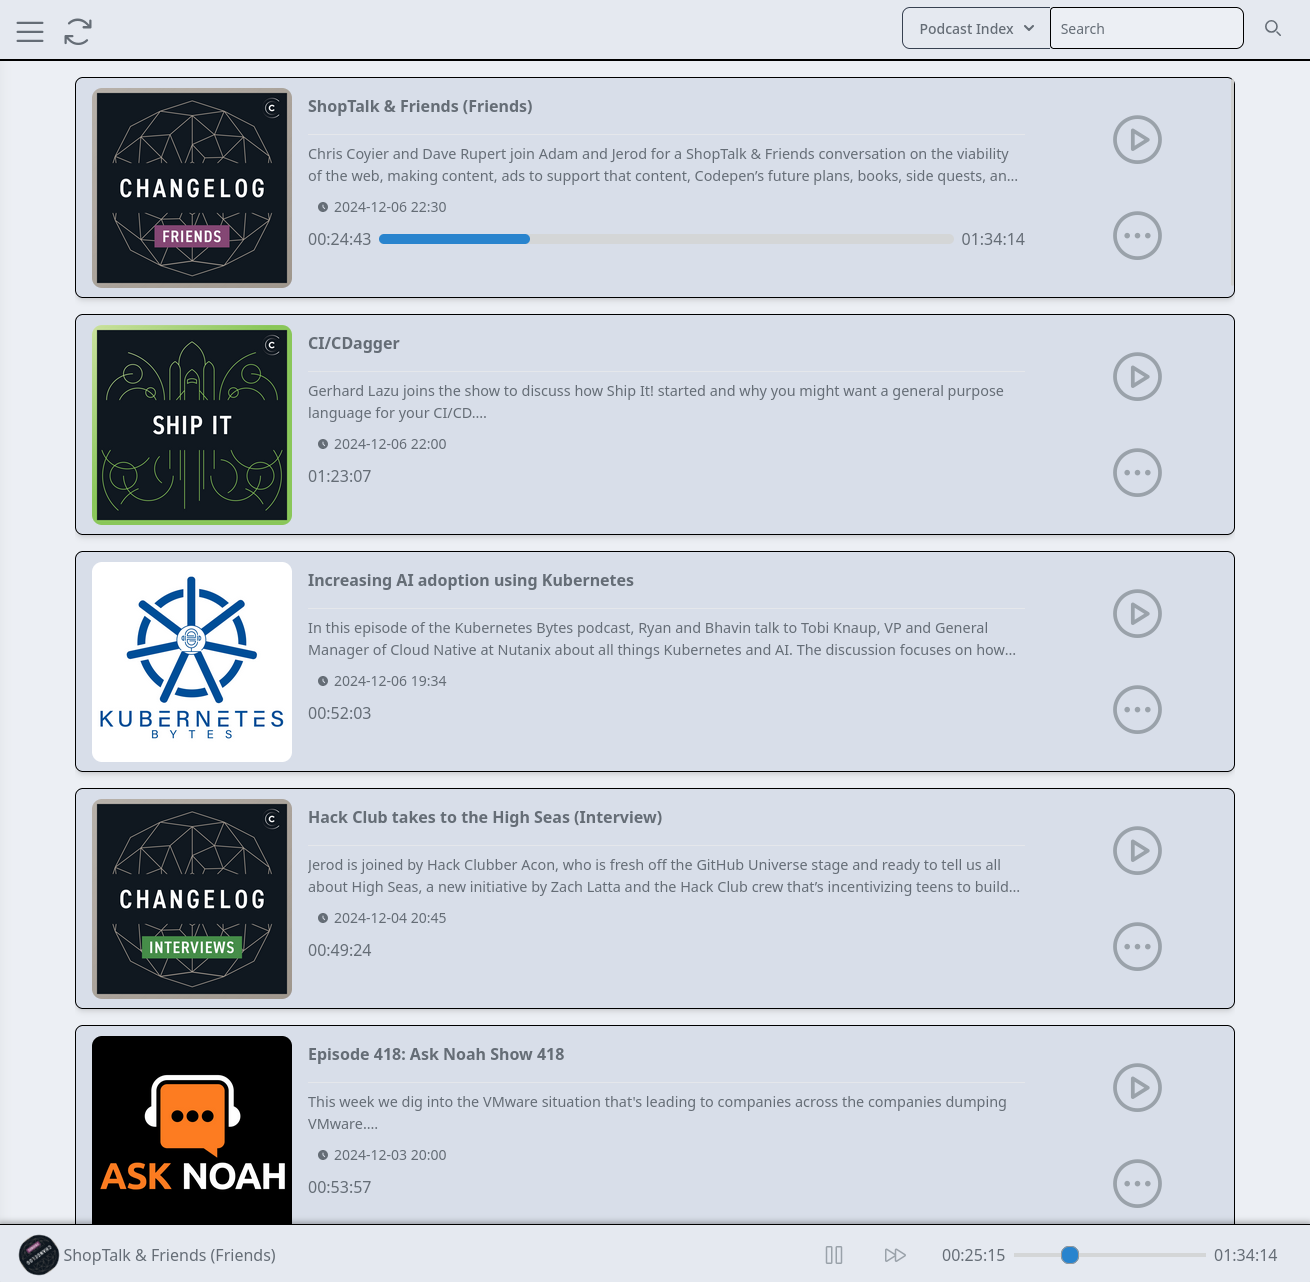 Podcast Index
Search
CHANGELOG
FRIENDS
ShopTalk & Friends (Friends)
Chris Coyier and Dave Rupert join Adam and Jerod for a ShopTalk & Friends conversation on the viability
of the web, making content, ads to support that content, Codepen’s future plans, books, side quests, an...
2024-12-06 22:30
00:24:43
01:34:14
SHIP IT
CI/CDagger
Gerhard Lazu joins the show to discuss how Ship It! started and why you might want a general purpose
language for your CI/CD....
2024-12-06 22:00
01:23:07
KUBERNETES
BYTES
Increasing AI adoption using Kubernetes
In this episode of the Kubernetes Bytes podcast, Ryan and Bhavin talk to Tobi Knaup, VP and General
Manager of Cloud Native at Nutanix about all things Kubernetes and AI. The discussion focuses on how...
2024-12-06 19:34
00:52:03
CHANGELOG
INTERVIEWS
Hack Club takes to the High Seas (Interview)
Jerod is joined by Hack Clubber Acon, who is fresh off the GitHub Universe stage and ready to tell us all
about High Seas, a new initiative by Zach Latta and the Hack Club crew that’s incentivizing teens to build...
2024-12-04 20:45
00:49:24
ASK NOAH
Episode 418: Ask Noah Show 418
This week we dig into the VMware situation that's leading to companies across the companies dumping
VMware....
2024-12-03 20:00
00:53:57
ShopTalk & Friends (Friends)
00:25:15
01:34:14